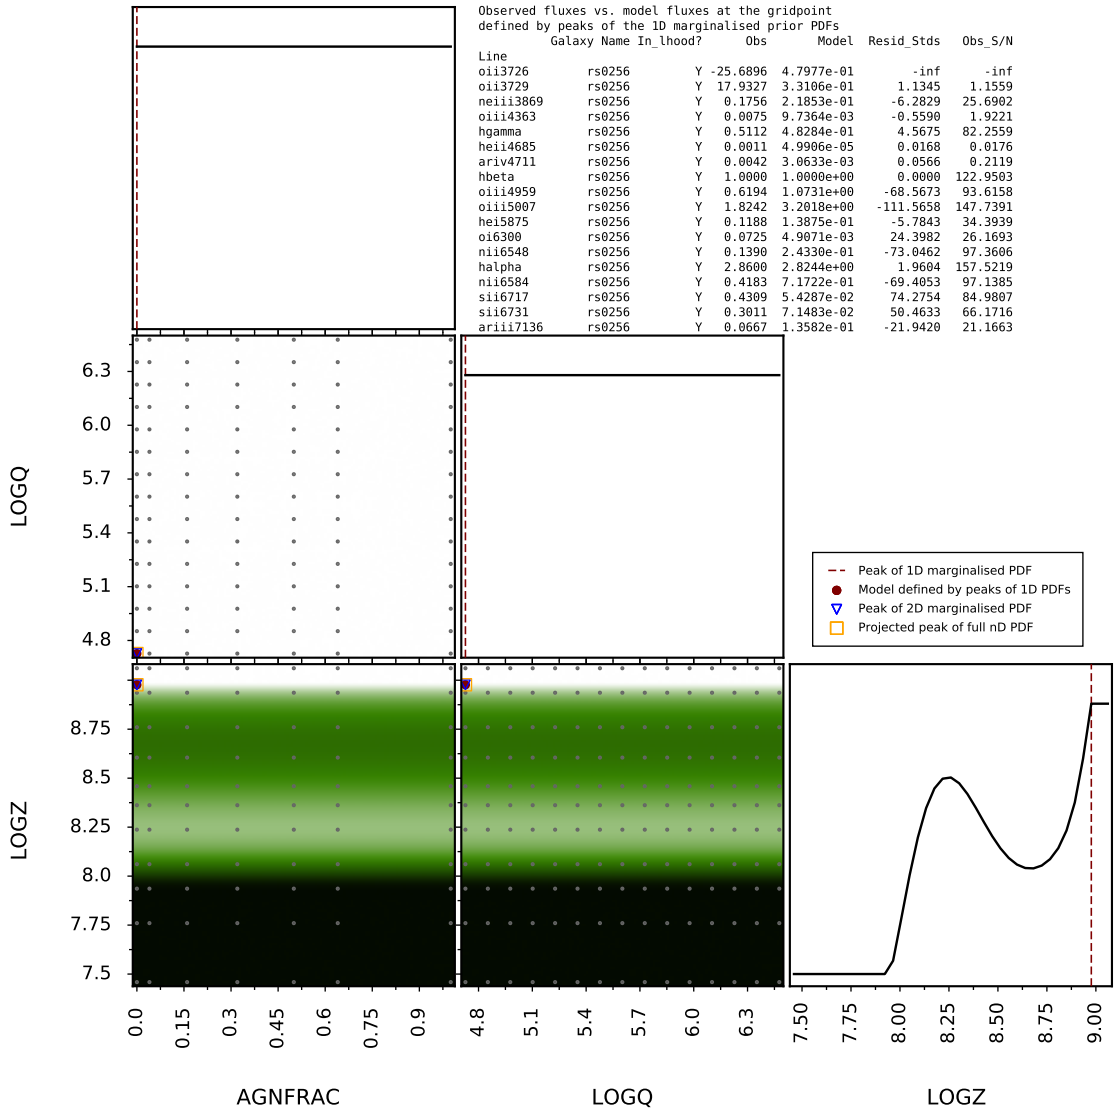 Observed fluxes vs. model fluxes at the gridpoint
defined by peaks of the 1D marginalised prior PDFs
Galaxy Name In_lhood? Obs Model Resid_Stds Obs_S/N
Line
oii3726 rs0256 Y -25.6896 4.7977e-01 -inf -inf
oii3729 rs0256 Y 17.9327 3.3106e-01 1.1345 1.1559
neiii3869 rs0256 Y 0.1756 2.1853e-01 -6.2829 25.6902
oiii4363 rs0256 Y 0.0075 9.7364e-03 -0.5590 1.9221
hgamma rs0256 Y 0.5112 4.8284e-01 4.5675 82.2559
heii4685 rs0256 Y 0.0011 4.9906e-05 0.0168 0.0176
ariv4711 rs0256 Y 0.0042 3.0633e-03 0.0566 0.2119
hbeta rs0256 Y 1.0000 1.0000e+00 0.0000 122.9503
oiii4959 rs0256 Y 0.6194 1.0731e+00 -68.5673 93.6158
oiii5007 rs0256 Y 1.8242 3.2018e+00 -111.5658 147.7391
hei5875 rs0256 Y 0.1188 1.3875e-01 -5.7843 34.3939
oi6300 rs0256 Y 0.0725 4.9071e-03 24.3982 26.1693
nii6548 rs0256 Y 0.1390 2.4330e-01 -73.0462 97.3606
halpha rs0256 Y 2.8600 2.8244e+00 1.9604 157.5219
nii6584 rs0256 Y 0.4183 7.1722e-01 -69.4053 97.1385
sii6717 rs0256 Y 0.4309 5.4287e-02 74.2754 84.9807
sii6731 rs0256 Y 0.3011 7.1483e-02 50.4633 66.1716
ariii7136 rs0256 Y 0.0667 1.3582e-01 -21.9420 21.1663
6.3
6.0
5.7
5.4
5.1
4.8
LOGQ
Peak of 1D marginalised PDF
Model defined by peaks of 1D PDFs
Peak of 2D marginalised PDF
Projected peak of full nD PDF
8.75
8.5
8.25
8.0
7.75
7.5
LOGZ
0.0 0.15 0.3 0.45 0.6 0.75 0.9
4.8 5.1 5.4 5.7 6.0 6.3
7.50 7.75 8.00 8.25 8.50 8.75 9.00
AGNFRAC LOGQ LOGZ